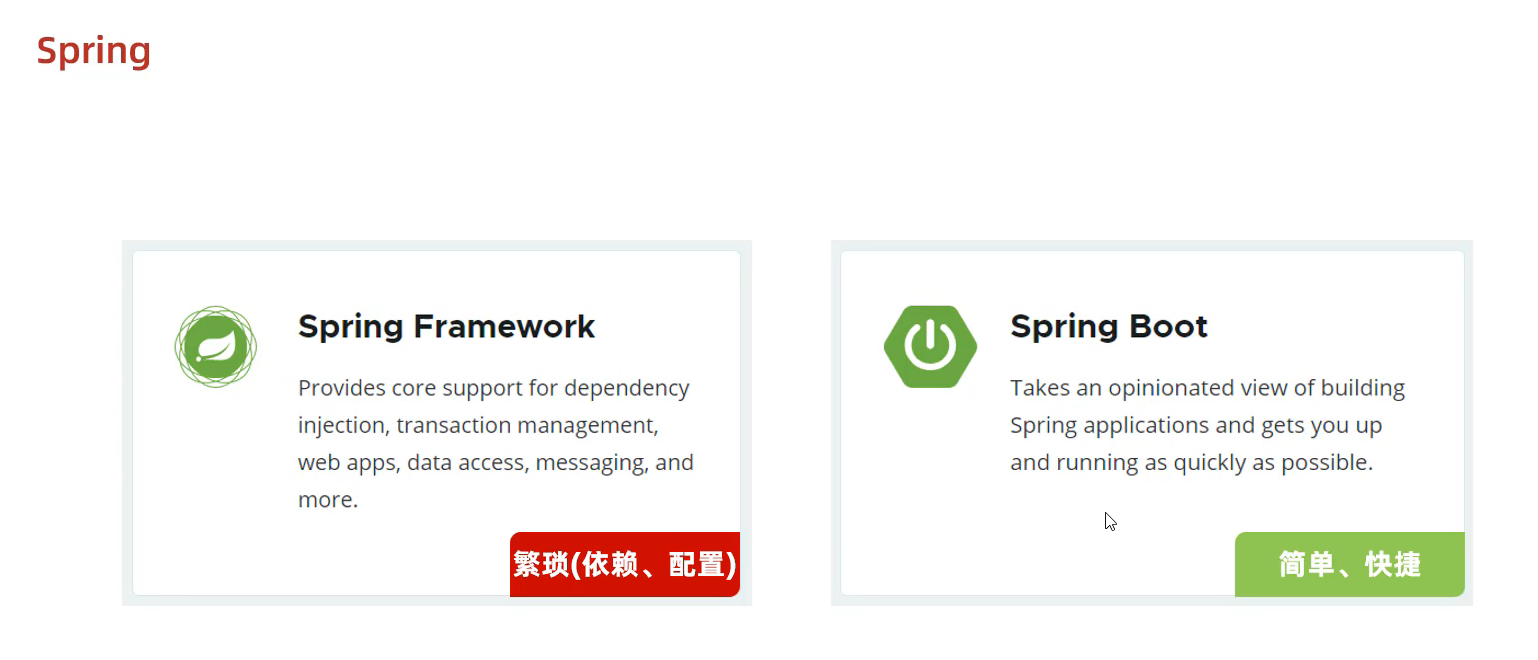 Spring
Spring Framework
Provides core support for dependency
injection, transaction management,
web apps, data access, messaging, and
more.
繁琐(依赖、配置)
Spring Boot
Takes an opinionated view of building
Spring applications and gets you up
and running as quickly as possible.
简单、快捷